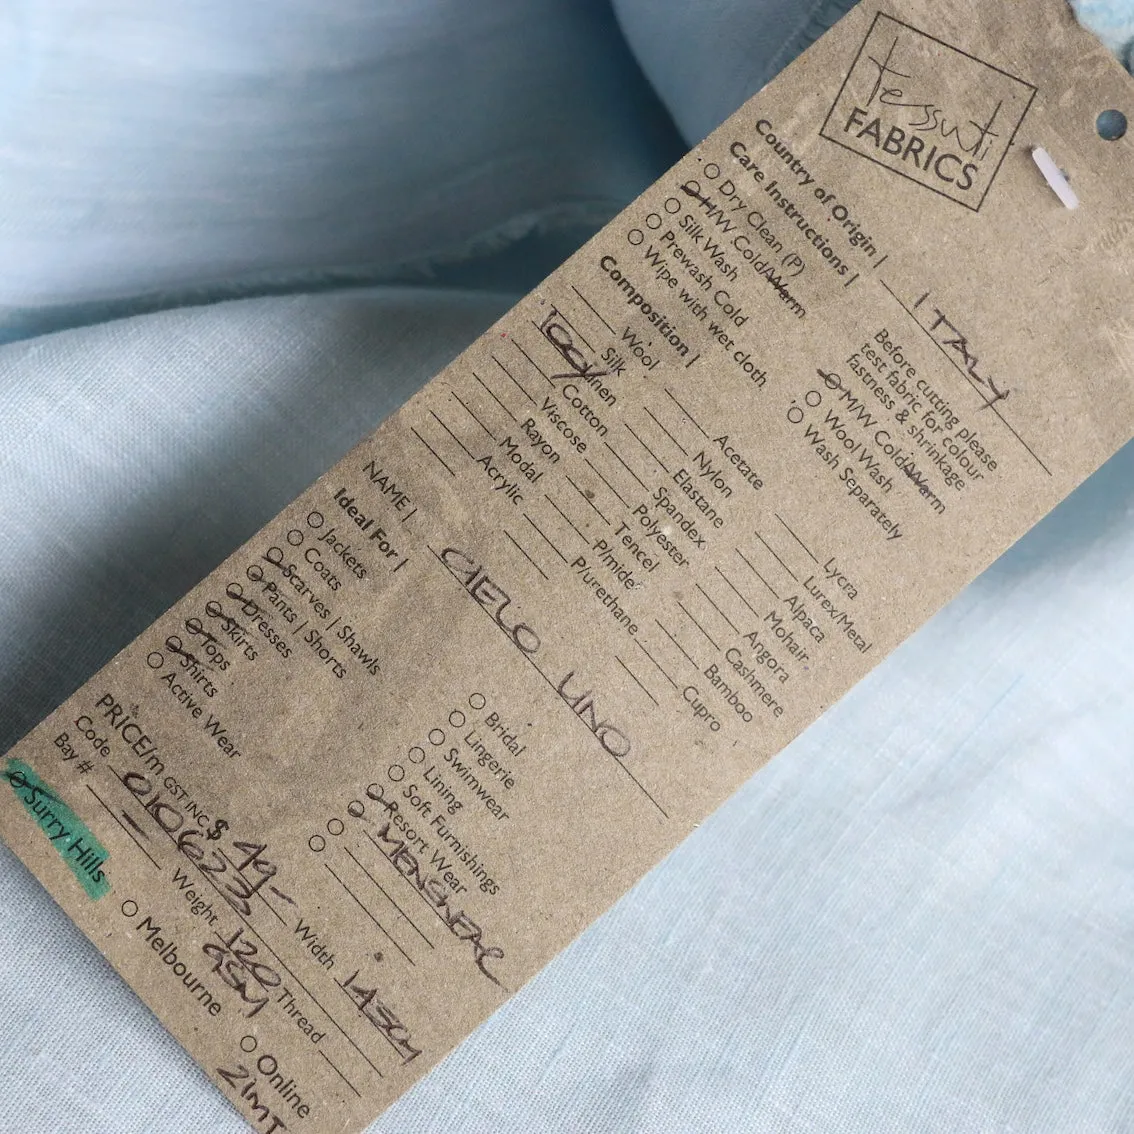 tessuti
FABRICS
Country of Origin | ITALY
Care Instructions |
Before cutting please
test fabric for colour
fastness & shrinkage
Dry Clean (P)
H/W Cold/Warm
Silk Wash
Prewash Cold
Wipe with wet cloth
M/W Cold/Warm
Wool Wash
Wash Separately
Composition |
Wool
Silk
100% Linen
Cotton
Viscose
Rayon
Modal
Acrylic
Acetate
Nylon
Elastane
Spandex
Polyester
Tencel
P/mide
P/urethane
Lycra
Lurex/Metal
Alpaca
Mohair
Angora
Cashmere
Bamboo
Cupro
NAME | CIELO UNO
Ideal For |
Jackets
Coats
Scarves | Shawls
Pants | Shorts
Dresses
Skirts
Tops
Shirts
Active Wear
Bridal
Lingerie
Swimwear
Lining
Soft Furnishings
Resort Wear
MENSWEAR
PRICE/m GST INC. $ 49- Width 145cm
Code 010623
Bay # - Weight 120 GSM Thread
Surry Hills
Melbourne
Online
21MT